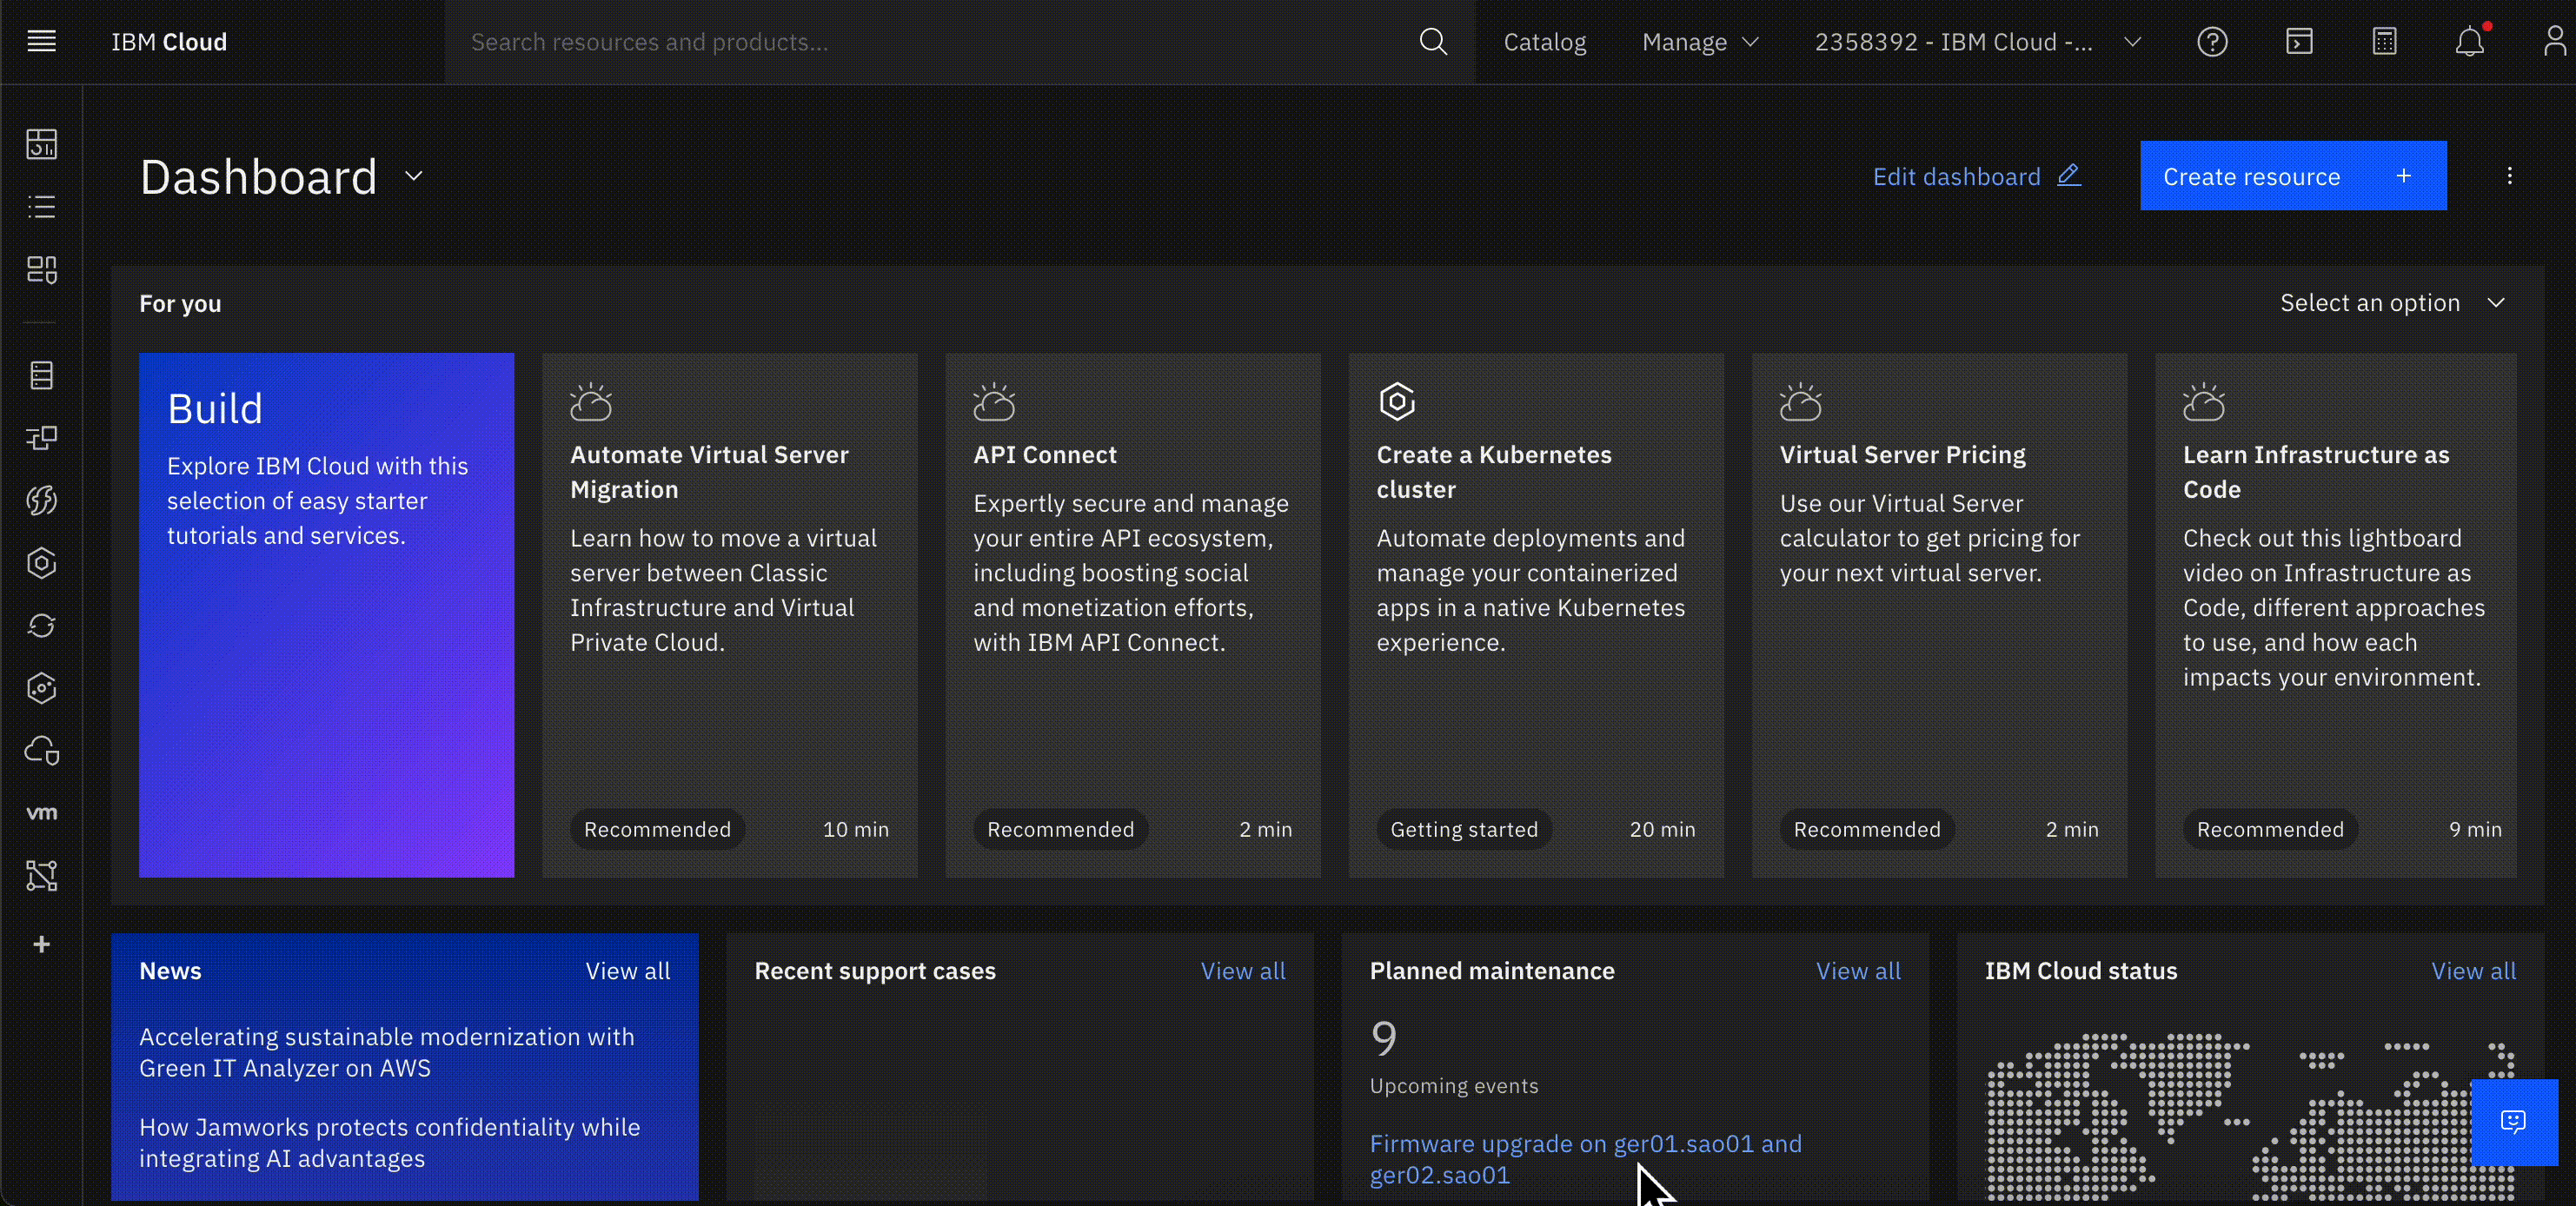 IBM Cloud
Search resources and products...
Catalog
Manage
2358392 - IBM Cloud -...
Dashboard
Edit dashboard
Create resource +
For you
Select an option
Build
Explore IBM Cloud with this
selection of easy starter
tutorials and services.
Automate Virtual Server
Migration
Learn how to move a virtual
server between Classic
Infrastructure and Virtual
Private Cloud.
Recommended
10 min
API Connect
Expertly secure and manage
your entire API ecosystem,
including boosting social
and monetization efforts,
with IBM API Connect.
Recommended
2 min
Create a Kubernetes
cluster
Automate deployments and
manage your containerized
apps in a native Kubernetes
experience.
Getting started
20 min
Virtual Server Pricing
Use our Virtual Server
calculator to get pricing for
your next virtual server.
Recommended
2 min
Learn Infrastructure as
Code
Check out this lightboard
video on Infrastructure as
Code, different approaches
to use, and how each
impacts your environment.
Recommended
9 min
vm
News
View all
Accelerating sustainable modernization with
Green IT Analyzer on AWS
How Jamworks protects confidentiality while
integrating AI advantages
Recent support cases
View all
Planned maintenance
View all
9
Upcoming events
Firmware upgrade on ger01.sao01 and
ger02.sao01
IBM Cloud status
View all